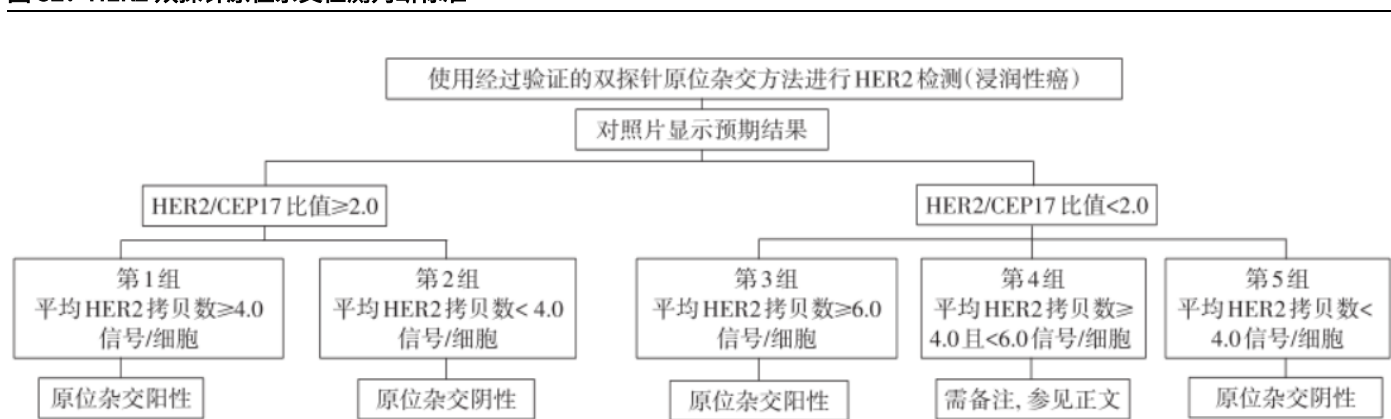 使用经过验证的双探针原位杂交方法进行HER2检测(浸润性癌)
对照片显示预期结果
HER2/CEP17比值≥2.0
HER2/CEP17比值<2.0
第1组
平均HER2拷贝数≥4.0
信号/细胞
第2组
平均HER2拷贝数< 4.0
信号/细胞
第3组
平均HER2拷贝数≥6.0
信号/细胞
第4组
平均HER2拷贝数≥
4.0且<6.0信号/细胞
第5组
平均HER2拷贝数<
4.0信号/细胞
原位杂交阳性
原位杂交阴性
原位杂交阳性
需备注,参见正文
原位杂交阴性